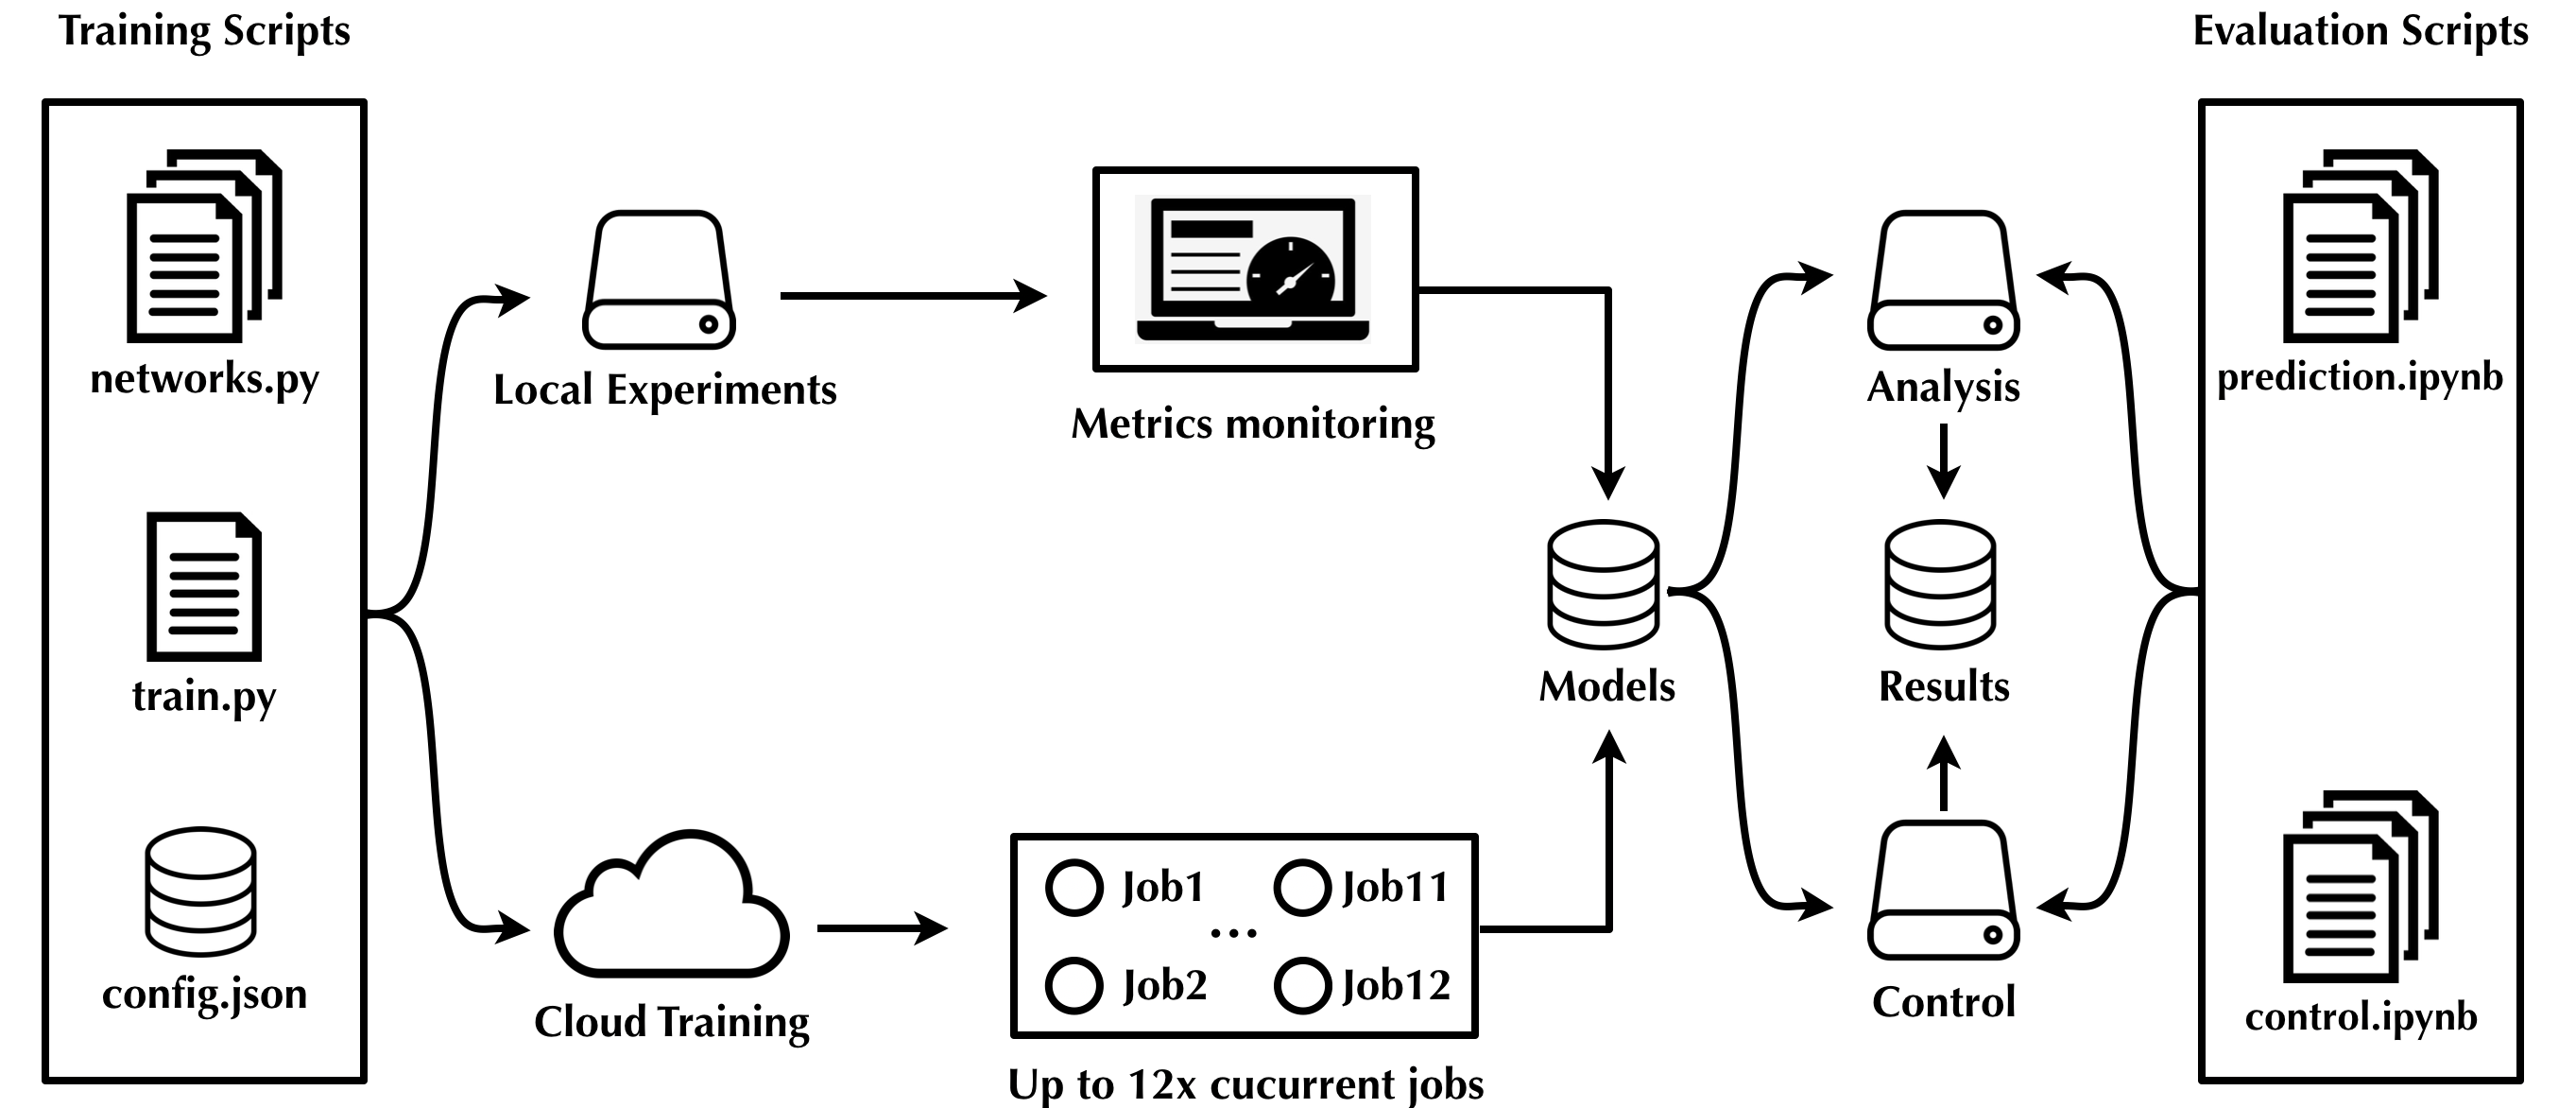 Training Scripts
Evaluation Scripts
networks.py
train.py
config.json
Local Experiments
Metrics monitoring
Cloud Training
Job1
Job11
...
Job2
Job12
Up to 12x cucurrent jobs
Models
Analysis
Results
Control
prediction.ipynb
control.ipynb